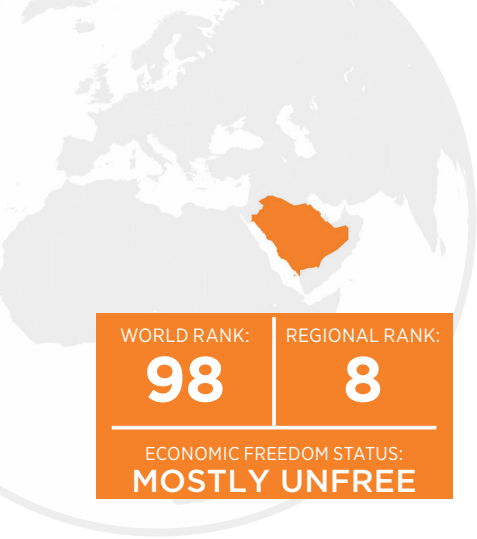 WORLD RANK:
98
REGIONAL RANK:
8
ECONOMIC FREEDOM STATUS:
MOSTLY UNFREE